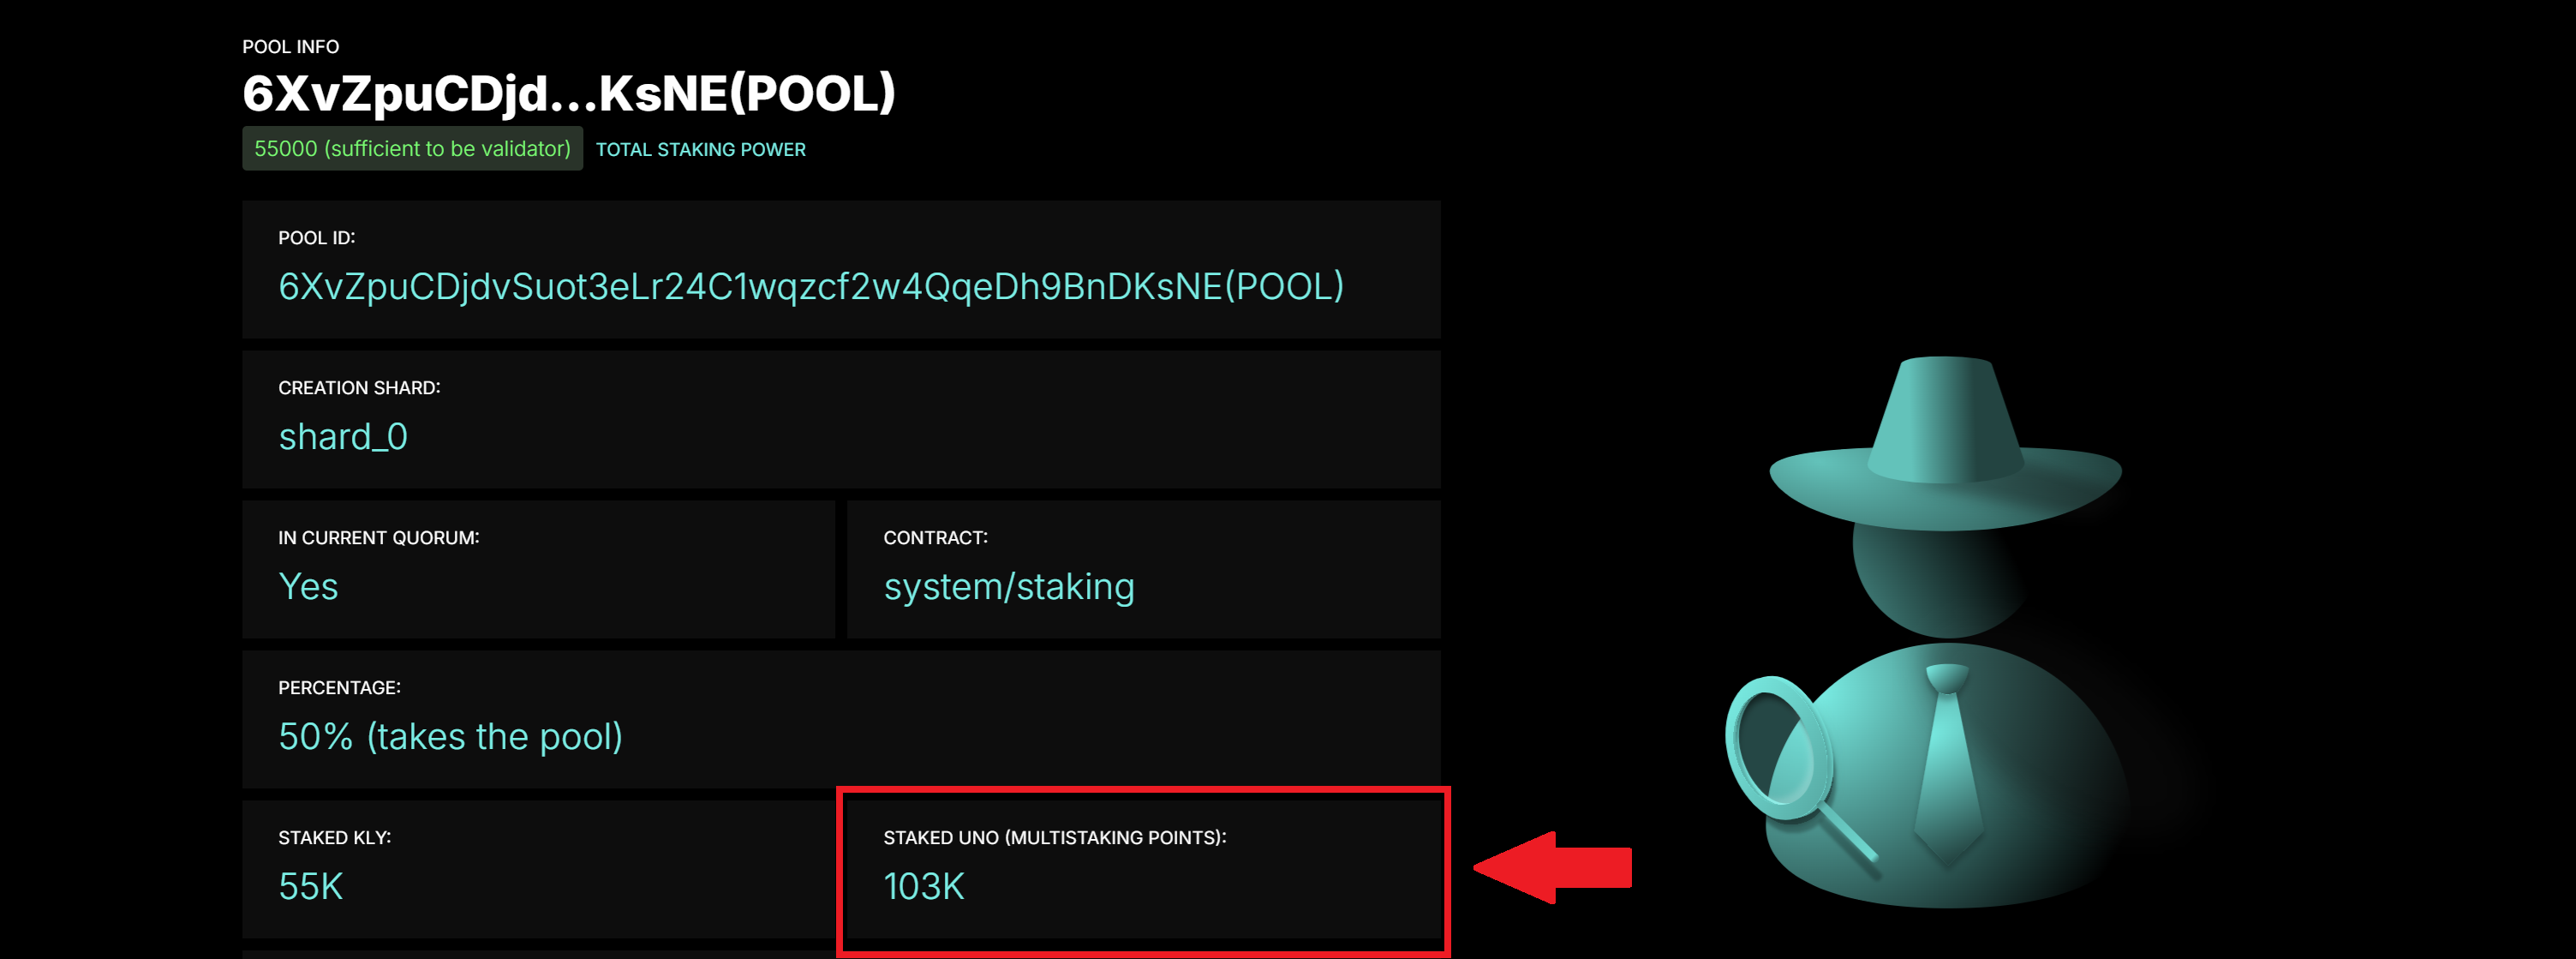 POOL INFO
6XvZpuCDjd...KsNE(POOL)
55000 (sufficient to be validator) TOTAL STAKING POWER
POOL ID:
6XvZpuCDjdvSuot3eLr24C1wqzcf2w4QqeDh9BnDKsNE(POOL)
CREATION SHARD:
shard_0
IN CURRENT QUORUM:
Yes
CONTRACT:
system/staking
PERCENTAGE:
50% (takes the pool)
STAKED KLY:
55K
STAKED UNO (MULTISTAKING POINTS):
103K